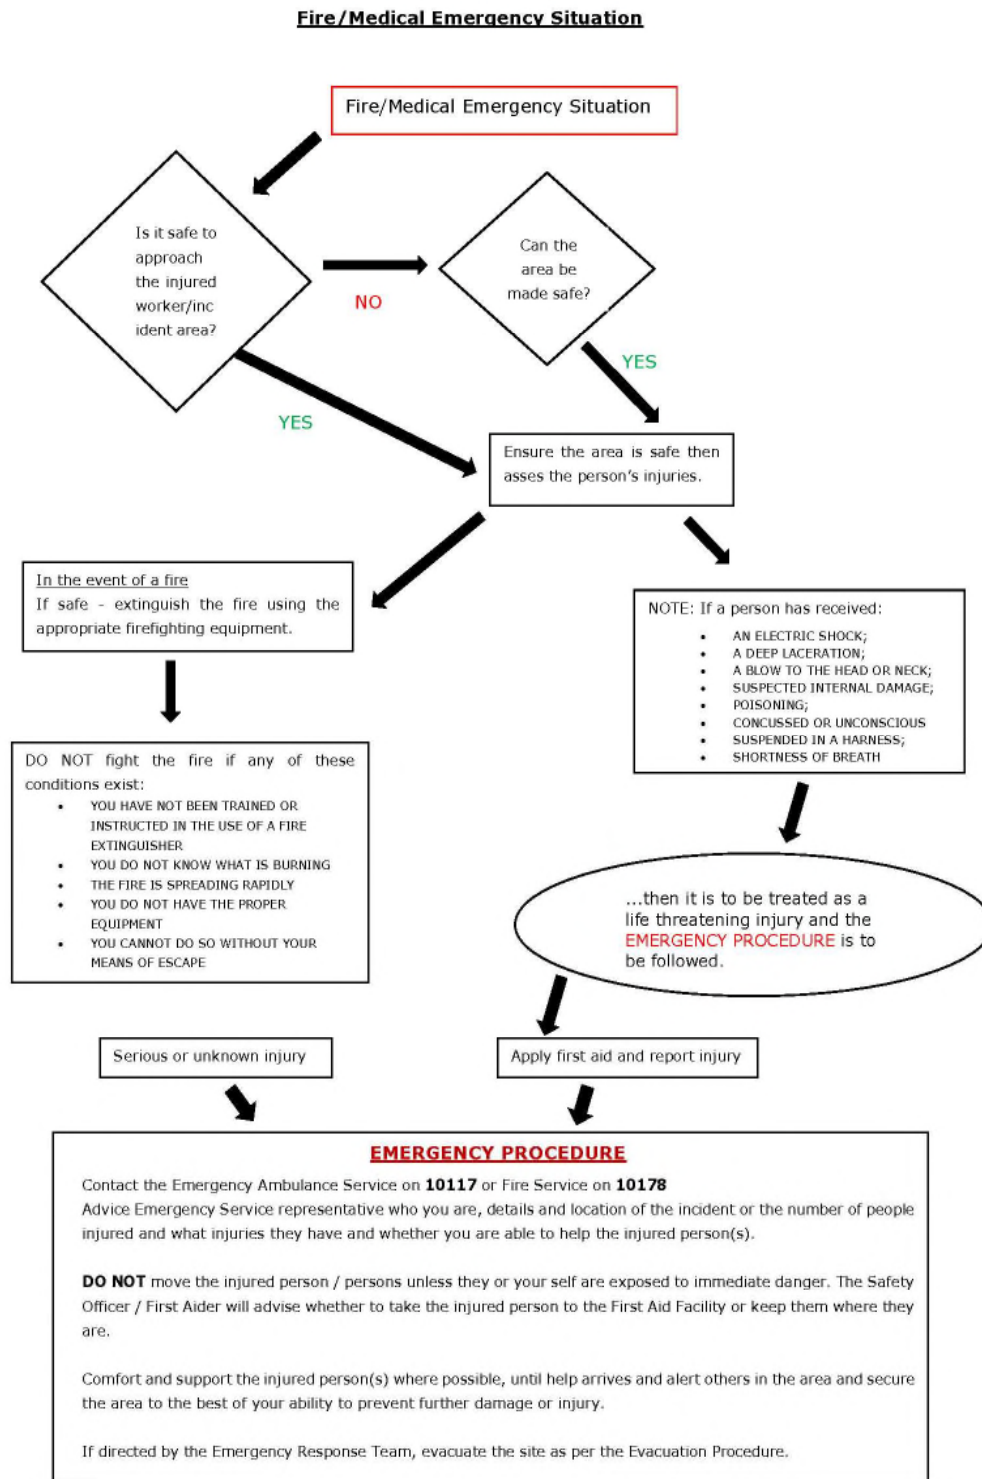 Fire/Medical Emergency Situation
Fire/Medical Emergency Situation
Is it safe to
approach
the injured
worker/inc
ident area?
NO
Can the
area be
made safe?
YES
YES
Ensure the area is safe then
asses the person's injuries.
In the event of a fire
If safe - extinguish the fire using the
appropriate firefighting equipment.
NOTE: If a person has received:
• AN ELECTRIC SHOCK;
• A DEEP LACERATION;
• A BLOW TO THE HEAD OR NECK;
• SUSPECTED INTERNAL DAMAGE;
• POISONING;
• CONCUSSED OR UNCONSCIOUS
• SUSPENDED IN A HARNESS;
• SHORTNESS OF BREATH
DO NOT fight the fire if any of these
conditions exist:
• YOU HAVE NOT BEEN TRAINED OR
INSTRUCTED IN THE USE OF A FIRE
EXTINGUISHER
• YOU DO NOT KNOW WHAT IS BURNING
• THE FIRE IS SPREADING RAPIDLY
• YOU DO NOT HAVE THE PROPER
EQUIPMENT
• YOU CANNOT DO SO WITHOUT YOUR
MEANS OF ESCAPE
...then it is to be treated as a
life threatening injury and the
EMERGENCY PROCEDURE is to
be followed.
Serious or unknown injury
Apply first aid and report injury
EMERGENCY PROCEDURE
Contact the Emergency Ambulance Service on 10117 or Fire Service on 10178
Advice Emergency Service representative who you are, details and location of the incident or the number of people
injured and what injuries they have and whether you are able to help the injured person(s).
DO NOT move the injured person / persons unless they or your self are exposed to immediate danger. The Safety
Officer / First Aider will advise whether to take the injured person to the First Aid Facility or keep them where they
are.
Comfort and support the injured person(s) where possible, until help arrives and alert others in the area and secure
the area to the best of your ability to prevent further damage or injury.
If directed by the Emergency Response Team, evacuate the site as per the Evacuation Procedure.